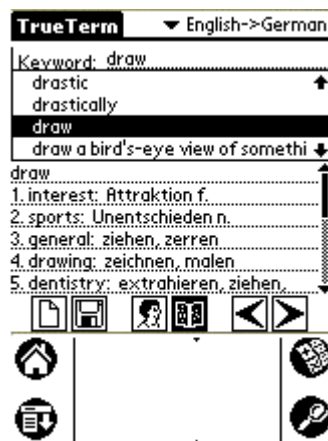 TrueTerm English->German
Keyword: draw
drastic
drastically
draw
draw a bird's-eye view of somethi
draw
1. interest: Attraktion f.
2. sports: Unentschieden n.
3. general: ziehen, zerren
4. drawing: zeichnen, malen
5. dentistry: extrahieren, ziehen,